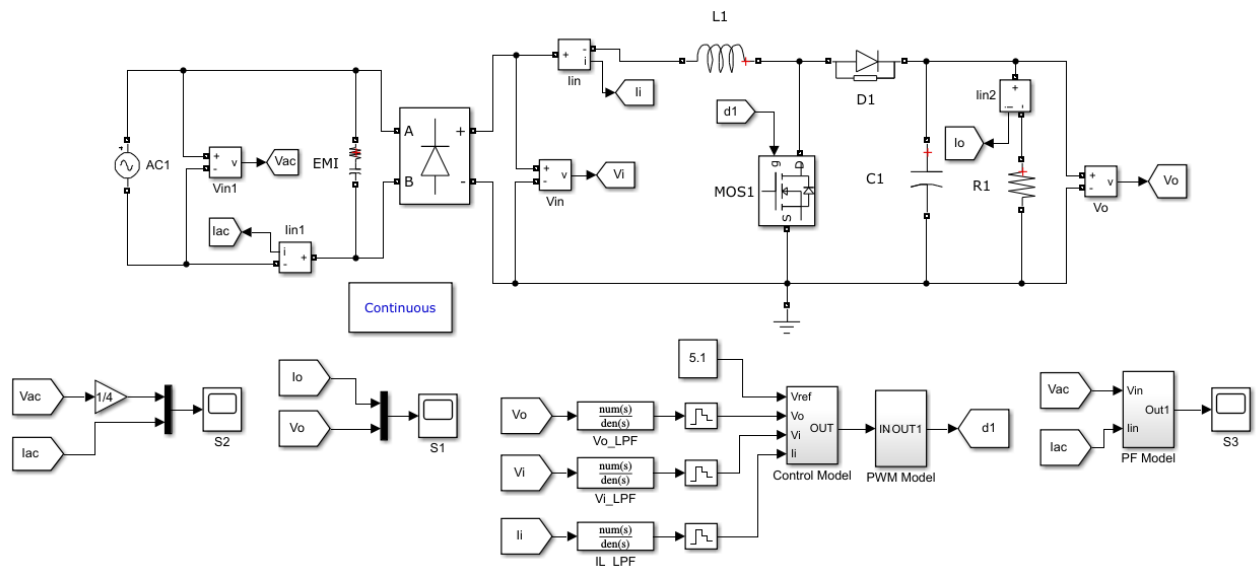 L1
+
-
i
Iin
Ii
D1
+
i
-
Iin2
Io
AC1
+
-
v
Vin1
Vac
EMI
A
B
+
-
+
-
v
Vin
Vi
d1
g
D
S
MOS1
C1
R1
+
-
v
Vo
Vo
Iac
Iin1
i
-
+
Continuous
Vac
1/4
Iac
S2
Io
Vo
S1
5.1
Vo
num(s)
den(s)
Vo_LPF
Vi
num(s)
den(s)
Vi_LPF
Ii
num(s)
den(s)
IL_LPF
Vref
Vo
Vi
Ii
OUT
Control Model
IN OUT1
PWM Model
d1
Vac
Iac
Vin
Iin
Out1
PF Model
S3